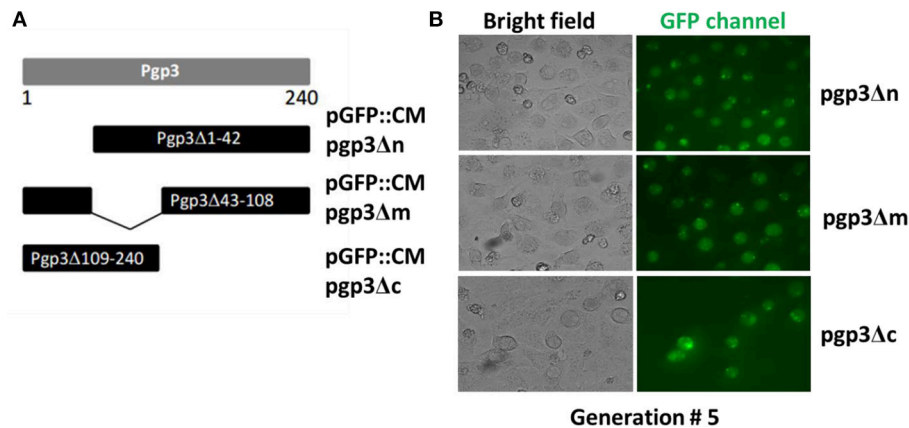 A
Pgp3
1 240
pGFP::CM
Pgp3Δ1-42
pgp3Δn
pGFP::CM
Pgp3Δ43-108
pgp3Δm
Pgp3Δ109-240
pGFP::CM
pgp3Δc
B
Bright field GFP channel
pgp3Δn
pgp3Δm
pgp3Δc
Generation # 5